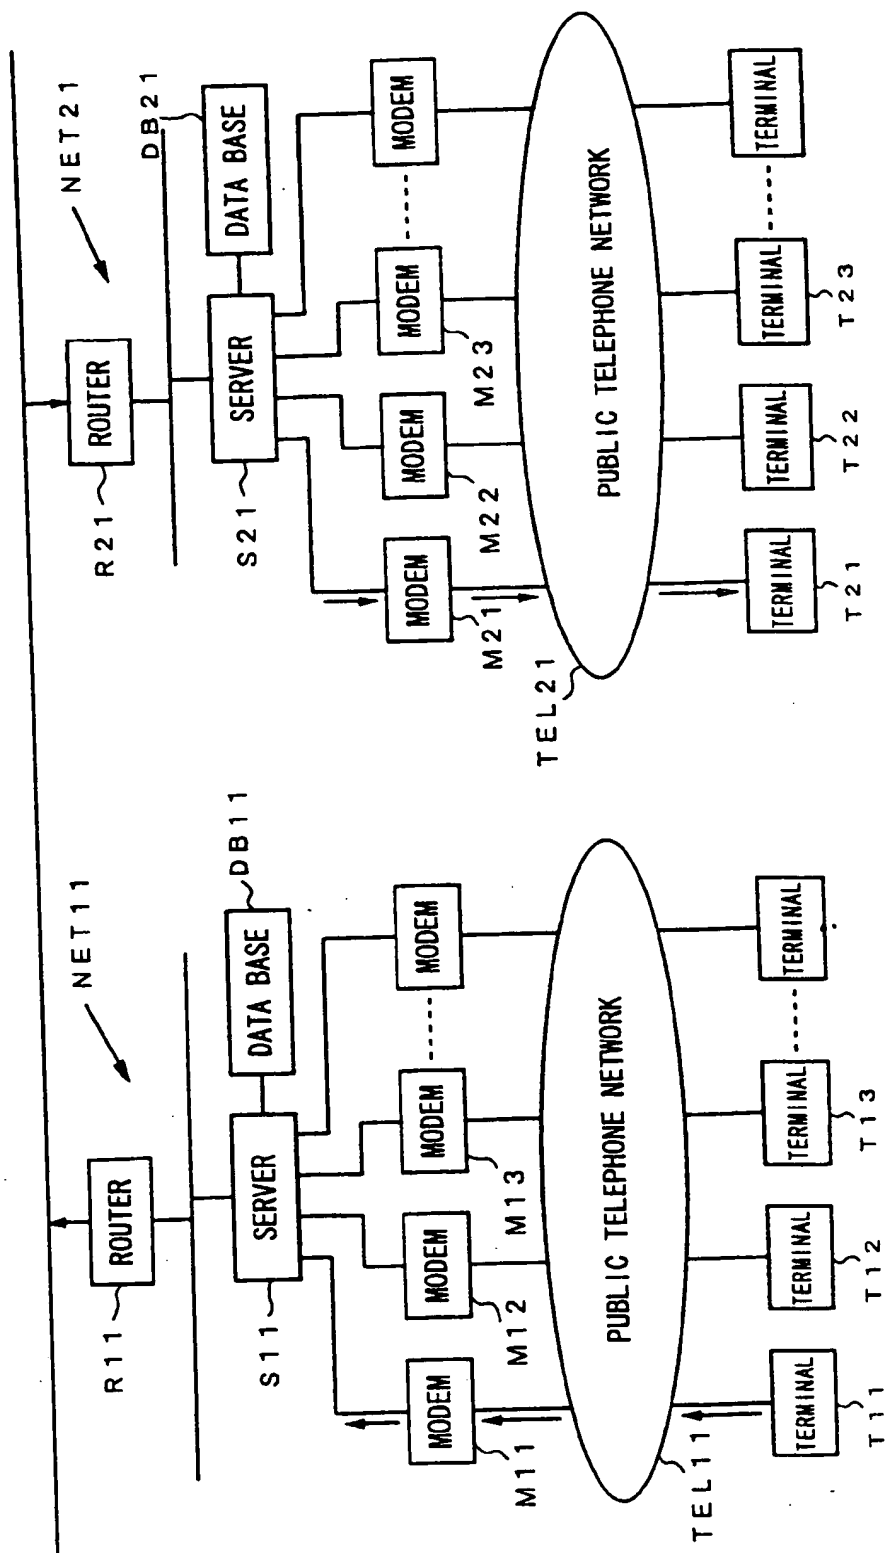 NET11
NET21
R11
ROUTER
R21
ROUTER
DB11
DB21
S11
SERVER
DATA BASE
S21
SERVER
DATA BASE
MODEM
MODEM
MODEM
MODEM
MODEM
MODEM
MODEM
MODEM
M11
M12
M13
M21
M22
M23
TEL11
PUBLIC TELEPHONE NETWORK
TEL21
PUBLIC TELEPHONE NETWORK
TERMINAL
TERMINAL
TERMINAL
TERMINAL
TERMINAL
TERMINAL
TERMINAL
TERMINAL
T11
T12
T13
T21
T22
T23